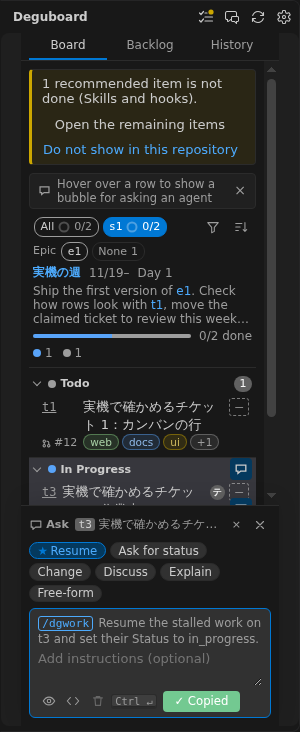 Deguboard
Board Backlog History
1 recommended item is not
done (Skills and hooks).
Open the remaining items
Do not show in this repository
Hover over a row to show a
bubble for asking an agent
All 0/2 s1 0/2
Epic e1 None 1
実機の週 11/19– Day 1
Ship the first version of e1. Check
how rows look with t1, move the
claimed ticket to review this week…
0/2 done
1 1
Todo 1
t1 実機で確かめるチケッ
ト 1：カンバンの行
#12 web docs ui +1
In Progress
t3 実機で確かめるチケッ テ
Ask t3 実機で確かめるチケ…
Resume Ask for status
Change Discuss Explain
Free-form
/dgwork Resume the stalled work on
t3 and set their Status to in_progress.
Add instructions (optional)
Ctrl ↵ ✓ Copied